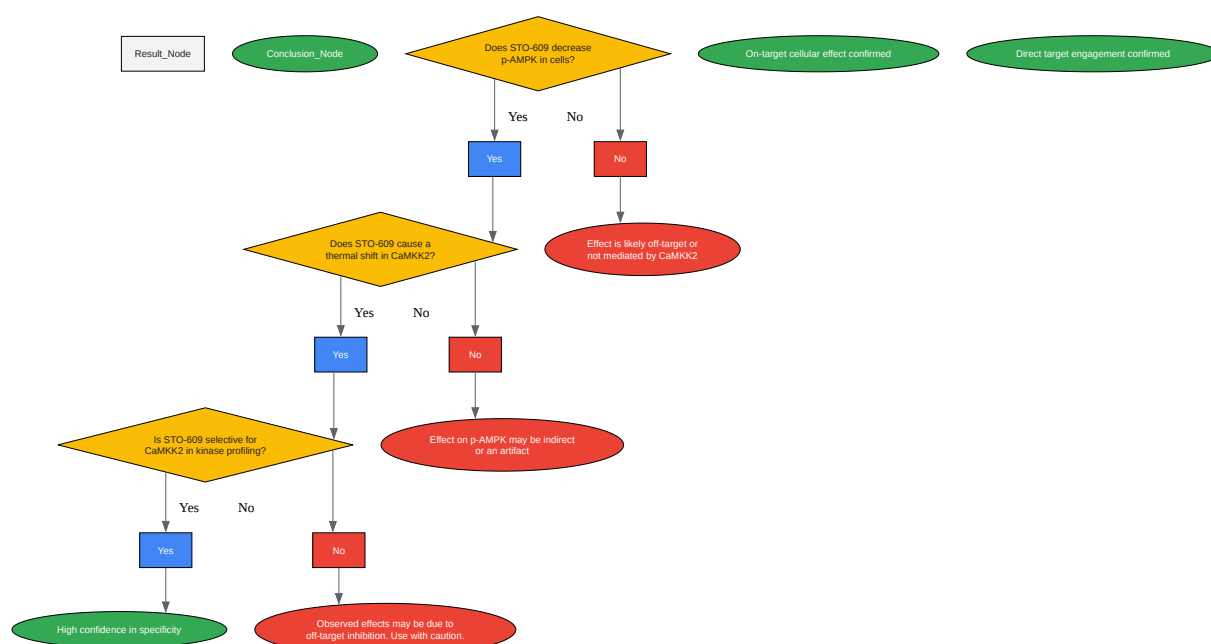 Result_Node
Conclusion_Node
Does STO-609 decrease
p-AMPK in cells?
On-target cellular effect confirmed
Direct target engagement confirmed
Yes
No
Yes
No
Does STO-609 cause a
thermal shift in CaMKK2?
Effect is likely off-target or
not mediated by CaMKK2
Yes
No
Yes
No
Is STO-609 selective for
CaMKK2 in kinase profiling?
Effect on p-AMPK may be indirect
or an artifact
Yes
No
Yes
No
High confidence in specificity
Observed effects may be due to
off-target inhibition. Use with caution.